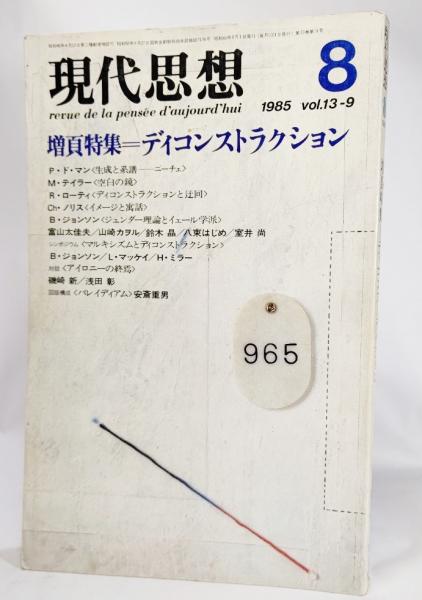 現代思想
8
revue de la pensée d'aujourd'hui
1985 vol.13-9
増頁特集=ディコンストラクション
P・ド・マン〈生成と系譜――ニーチェ〉
M・テイラー〈空白の鏡〉
R・ローティ〈ディコンストラクションと迂回〉
Ch・ノリス〈イメージと寓話〉
B・ジョンソン〈ジェンダー理論とイェール学派〉
富山太佳夫/山崎カヲル/鈴木 晶/八束はじめ/室井 尚
シンポジウム〈マルキシズムとディコンストラクション〉
B・ジョンソン/L・マッケイ/H・ミラー
対話〈アイロニーの終焉〉
磯崎 新/浅田 彰
図版構成〈パレイディアム〉安斎重男
965